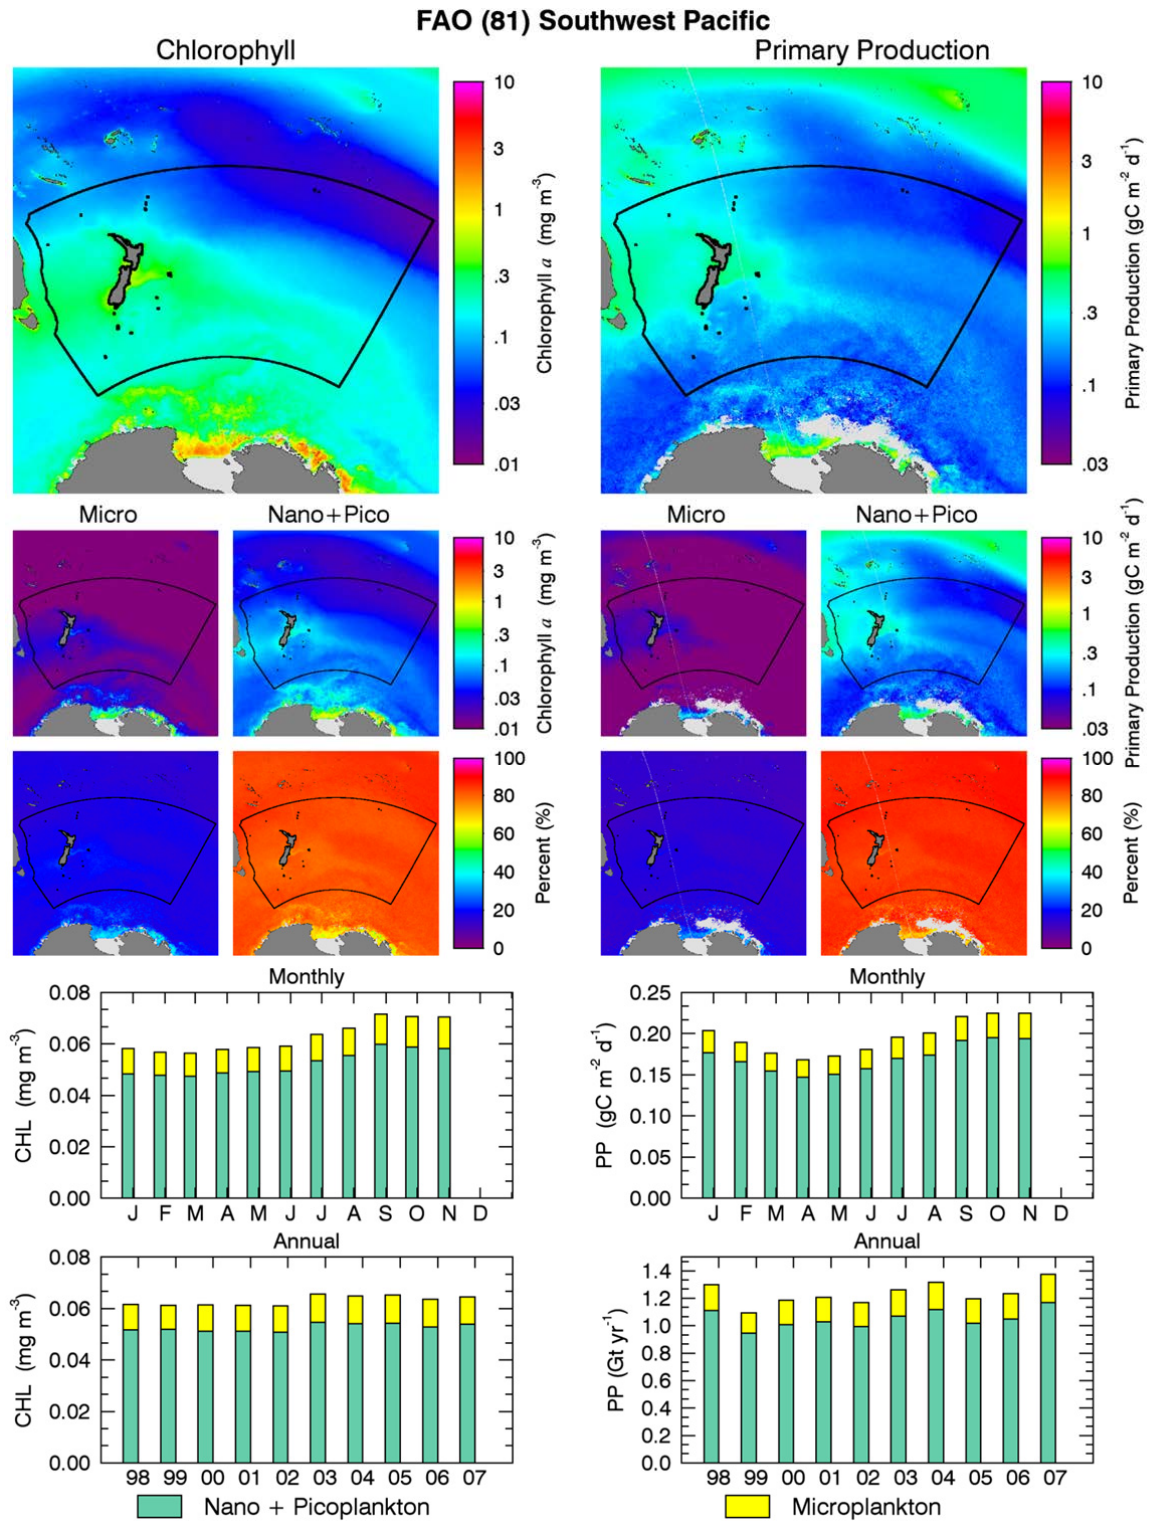 FAO (81) Southwest Pacific
Chlorophyll
Primary Production
10
3
1
.3
.1
.03
.01
Chlorophyll a (mg m-3)
10
3
1
.3
.1
.03
Primary Production (gC m-2 d-1)
Micro
Nano+Pico
10
3
1
.3
.1
.03
.01
Chlorophyll a (mg m-3)
Micro
Nano+Pico
10
3
1
.3
.1
.03
Primary Production (gC m-2 d-1)
100
80
60
40
20
0
Percent (%)
100
80
60
40
20
0
Percent (%)
Monthly
0.08
0.06
0.04
0.02
0.00
CHL (mg m-3)
J F M A M J J A S O N D
Monthly
0.25
0.20
0.15
0.10
0.05
0.00
PP (gC m-2 d-1)
J F M A M J J A S O N D
Annual
0.08
0.06
0.04
0.02
0.00
CHL (mg m-3)
98 99 00 01 02 03 04 05 06 07
Annual
1.4
1.2
1.0
0.8
0.6
0.4
0.2
0.0
PP (Gt yr-1)
98 99 00 01 02 03 04 05 06 07
Nano + Picoplankton
Microplankton